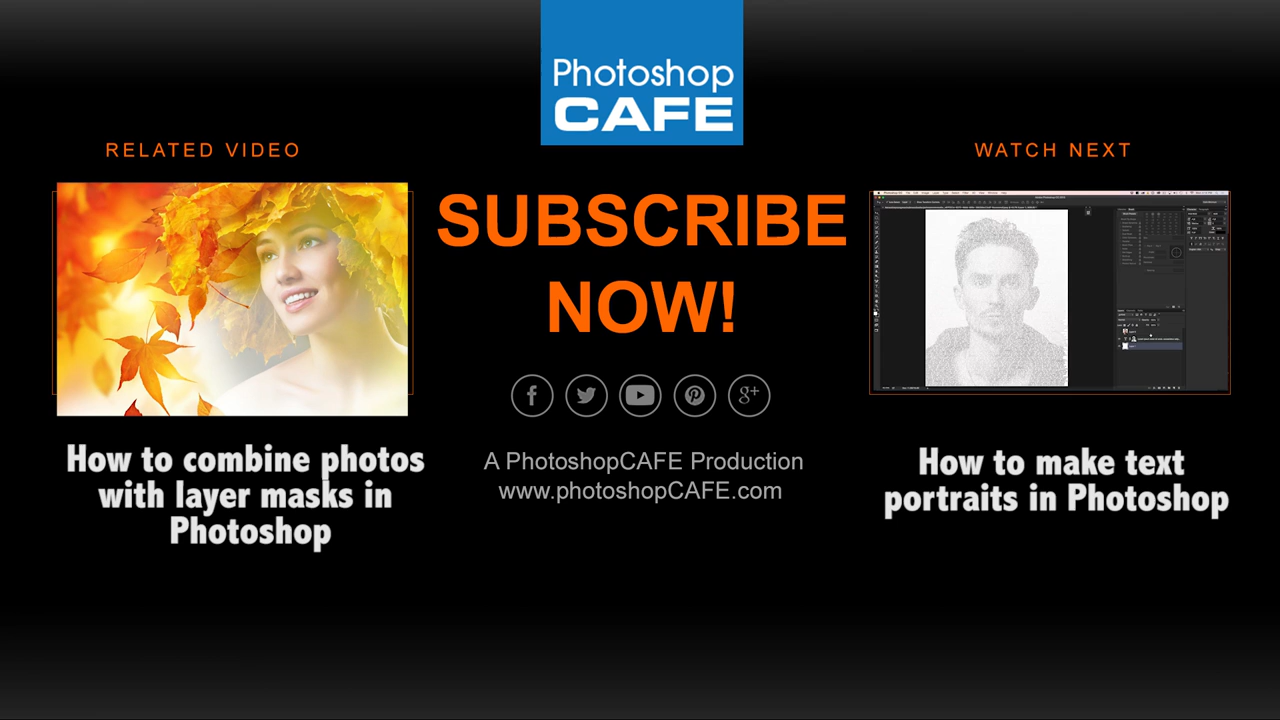 Photoshop
CAFE
RELATED VIDEO
WATCH NEXT
SUBSCRIBE
NOW!
How to combine photos
with layer masks in
Photoshop
A PhotoshopCAFE Production
www.photoshopCAFE.com
How to make text
portraits in Photoshop